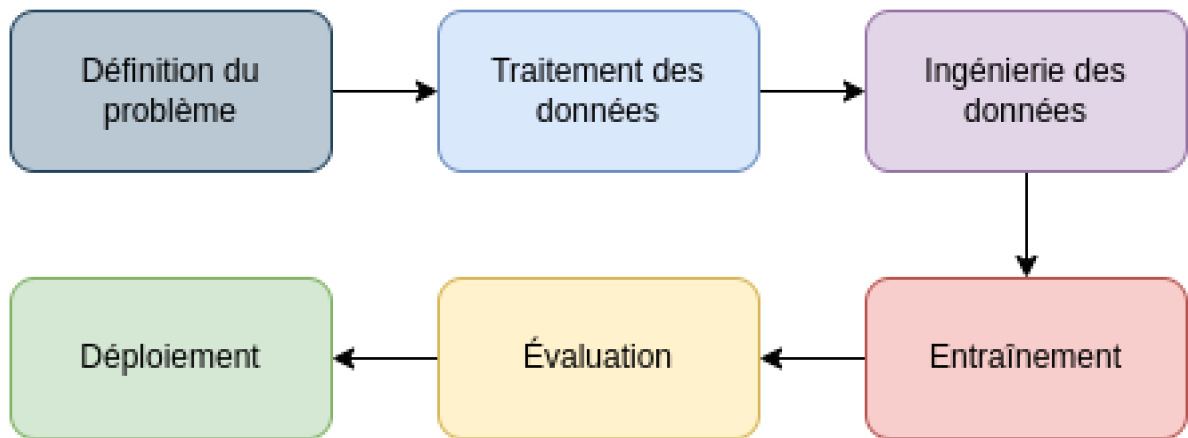 Définition du
problème
Traitement des
données
Ingénierie des
données
Entraînement
Évaluation
Déploiement